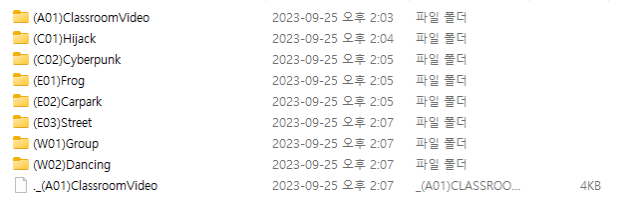 (A01)ClassroomVideo 2023-09-25 오후 2:03 파일 폴더
(C01)Hijack 2023-09-25 오후 2:04 파일 폴더
(C02)Cyberpunk 2023-09-25 오후 2:05 파일 폴더
(E01)Frog 2023-09-25 오후 2:05 파일 폴더
(E02)Carpark 2023-09-25 오후 2:05 파일 폴더
(E03)Street 2023-09-25 오후 2:07 파일 폴더
(W01)Group 2023-09-25 오후 2:07 파일 폴더
(W02)Dancing 2023-09-25 오후 2:07 파일 폴더
._(A01)ClassroomVideo 2023-09-25 오후 2:07 _(A01)CLASSROO... 4KB